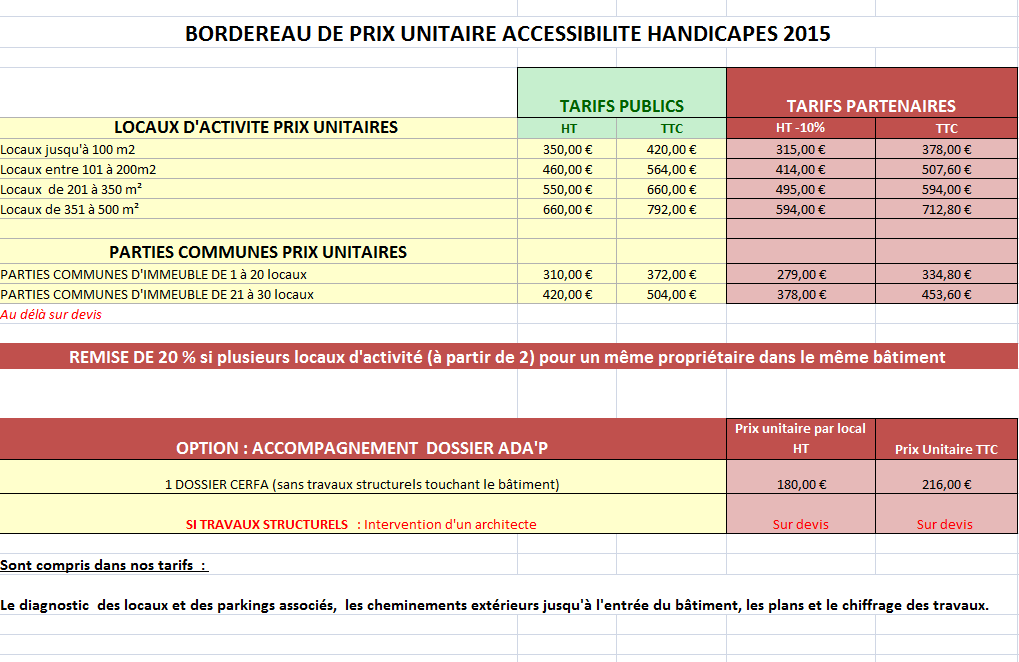 BORDEREAU DE PRIX UNITAIRE ACCESSIBILITE HANDICAPES 2015
TARIFS PUBLICS TARIFS PARTENAIRES
LOCAUX D'ACTIVITE PRIX UNITAIRES HT TTC HT -10% TTC
Locaux jusqu'à 100 m2 350,00 € 420,00 € 315,00 € 378,00 €
Locaux entre 101 à 200m2 460,00 € 564,00 € 414,00 € 507,60 €
Locaux de 201 à 350 m² 550,00 € 660,00 € 495,00 € 594,00 €
Locaux de 351 à 500 m² 660,00 € 792,00 € 594,00 € 712,80 €
PARTIES COMMUNES PRIX UNITAIRES
PARTIES COMMUNES D'IMMEUBLE DE 1 à 20 locaux 310,00 € 372,00 € 279,00 € 334,80 €
PARTIES COMMUNES D'IMMEUBLE DE 21 à 30 locaux 420,00 € 504,00 € 378,00 € 453,60 €
Au délà sur devis
REMISE DE 20 % si plusieurs locaux d'activité (à partir de 2) pour un même propriétaire dans le même bâtiment
Prix unitaire par local
OPTION : ACCOMPAGNEMENT DOSSIER ADA'P HT Prix Unitaire TTC
1 DOSSIER CERFA (sans travaux structurels touchant le bâtiment) 180,00 € 216,00 €
SI TRAVAUX STRUCTURELS : Intervention d'un architecte Sur devis Sur devis
Sont compris dans nos tarifs :
Le diagnostic des locaux et des parkings associés, les cheminements extérieurs jusqu'à l'entrée du bâtiment, les plans et le chiffrage des travaux.